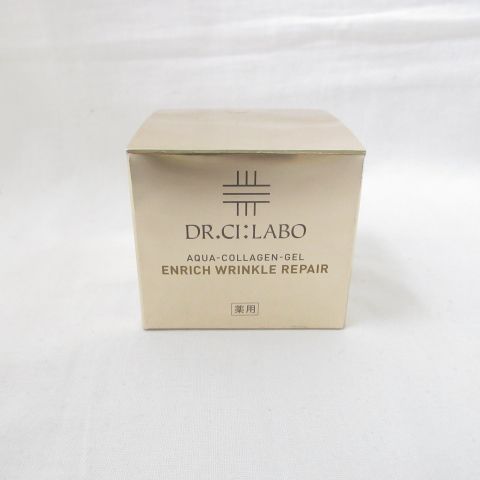 DR.CI:LABO
AQUA-COLLAGEN-GEL
ENRICH WRINKLE REPAIR
薬用